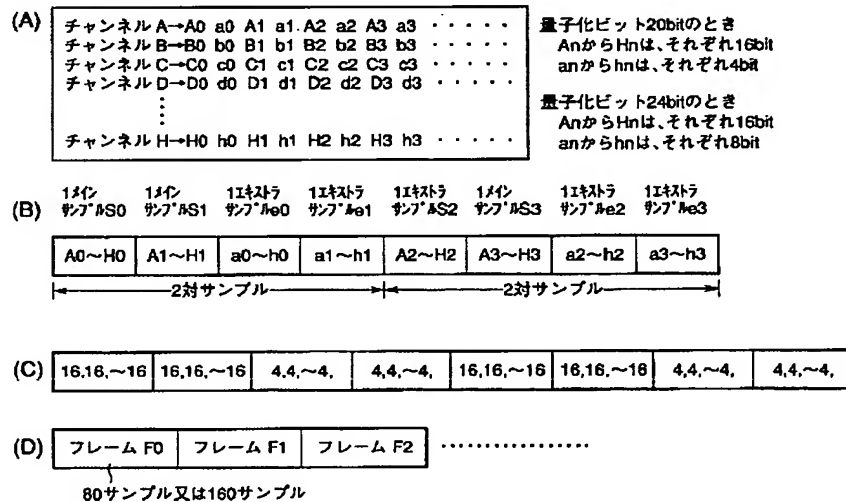 (A)
チャンネル A→A0 a0 A1 a1. A2 a2 A3 a3 ・・・・・
チャンネル B→B0 b0 B1 b1 B2 b2 B3 b3 ・・・・・
チャンネル C→C0 c0 C1 c1 C2 c2 C3 c3 ・・・・・
チャンネル D→D0 d0 D1 d1 D2 d2 D3 d3 ・・・・・
チャンネル H→H0 h0 H1 h1 H2 h2 H3 h3 ・・・・・
量子化ビット20bitのとき
AnからHnは、それぞれ16bit
anからhnは、それぞれ4bit
量子化ビット24bitのとき
AnからHnは、それぞれ16bit
anからhnは、それぞれ8bit
(B)
1メイン 1メイン 1エキストラ 1エキストラ 1エキストラ 1メイン 1エキストラ 1エキストラ
サンプルS0 サンプルS1 サンプルe0 サンプルe1 サンプルS2 サンプルS3 サンプルe2 サンプルe3
A0~H0 A1~H1 a0~h0 a1~h1 A2~H2 A3~H3 a2~h2 a3~h3
2対サンプル 2対サンプル
(C) 16,16,~16 16,16,~16 4,4,~4, 4,4,~4, 16,16,~16 16,16,~16 4,4,~4, 4,4,~4,
(D) フレーム F0 フレーム F1 フレーム F2 ・・・・・・・・・・・・
80サンプル又は160サンプル